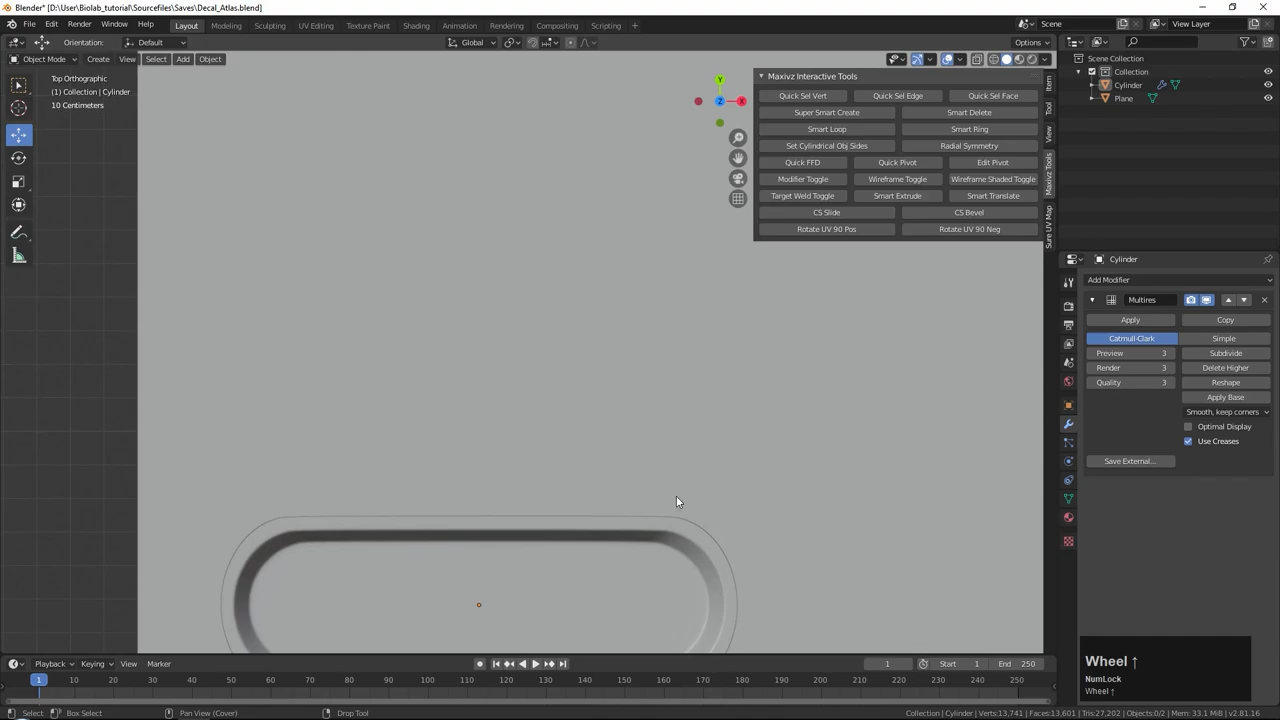 Blender* [D:\User\Biolab_tutorial\Sourcefiles\Saves\Decal_Atlas.blend]
File Edit Render Window Help Layout Modeling Sculpting UV Editing Texture Paint Shading Animation Rendering Compositing Scripting Scene View Layer
Orientation: Default Global Options
Object Mode Create View Select Add Object
Top Orthographic
(1) Collection | Cylinder
10 Centimeters
Y
Z
X
Maxivz Interactive Tools
Quick Sel Vert Quick Sel Edge Quick Sel Face
Super Smart Create Smart Delete
Smart Loop Smart Ring
Set Cylindrical Obj Sides Radial Symmetry
Quick FFD Quick Pivot Edit Pivot
Modifier Toggle Wireframe Toggle Wireframe Shaded Toggle
Target Weld Toggle Smart Extrude Smart Translate
CS Slide CS Bevel
Rotate UV 90 Pos Rotate UV 90 Neg
Item
Tool
View
Maxivz Tools
Sure UV Map
Scene Collection
Collection
Cylinder
Plane
Cylinder
Add Modifier
Multires
Apply Copy
Catmull-Clark Simple
Preview 3 Subdivide
Render 3 Delete Higher
Quality 3 Reshape
Apply Base
Smooth, keep corners
Optimal Display
Use Creases
Save External...
Wheel ↑
NumLock
Wheel ↑
Playback Keying View Marker 1 Start 1 End 250
1 10 20 30 40 50 60 70 80 90 100 110 120 130 140 150 160 170 180 190 200 210 220 230 240 250
Select Box Select Pan View (Cover) Drop Tool Collection | Cylinder | Verts:13,741 | Faces:13,601 | Tris:27,202 | Objects:0/2 | Mem: 33.1 MiB | v2.81.16